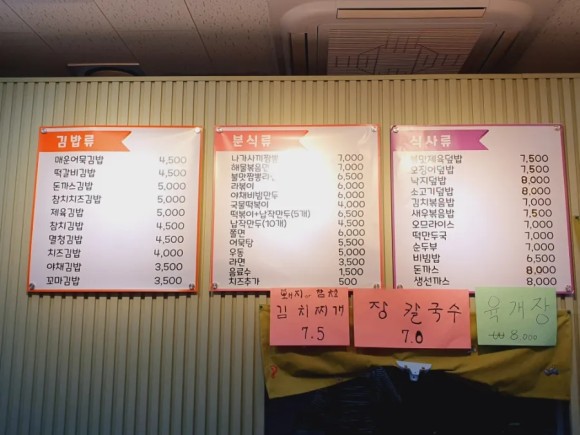 김밥류
매운어묵김밥 4,500
떡갈비김밥 4,500
돈까스김밥 5,000
참치치즈김밥 5,000
제육김밥 5,000
참치김밥 4,500
멸청김밥 4,500
치즈김밥 4,000
야채김밥 3,500
꼬마김밥 3,500
분식류
나가사끼짬뽕 7,000
해물볶음면 7,000
불맛짬뽕라면 6,500
라볶이 6,000
야채비빔만두 6,500
국물떡볶이 4,000
떡볶이+납작만두(5개) 6,500
납작만두(10개) 4,500
쫄면 6,000
어묵탕 5,500
우동 5,000
라면 3,500
음료수 1,500
치즈추가 500
식사류
불맛제육덮밥 7,500
오징어덮밥 7,500
낙지덮밥 8,000
소고기덮밥 8,000
김치볶음밥 7,000
새우볶음밥 7,500
오므라이스 7,000
떡만두국 7,000
순두부 7,000
비빔밥 6,500
돈까스 8,000
생선까스 8,000
돼지
김치찌개
7.5
장 칼국수
7.0
육개장
8,000